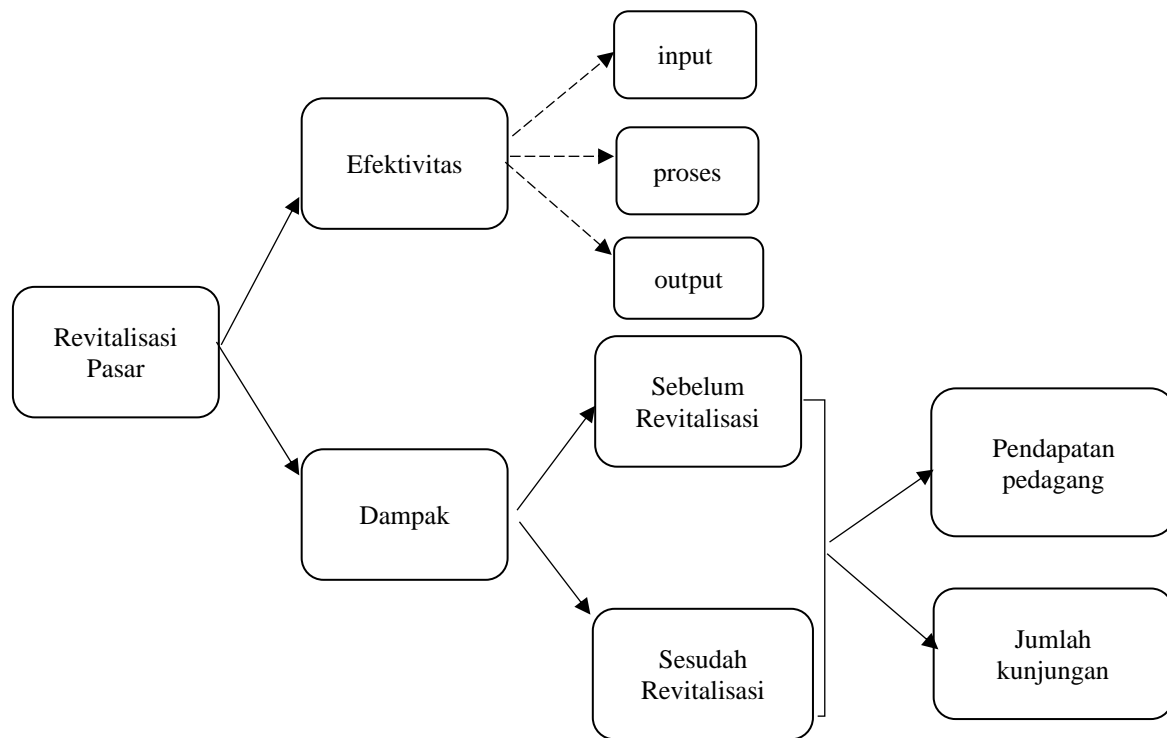 input
Efektivitas
proses
output
Revitalisasi
Pasar
Sebelum
Revitalisasi
Pendapatan
pedagang
Dampak
Sesudah
Revitalisasi
Jumlah
kunjungan